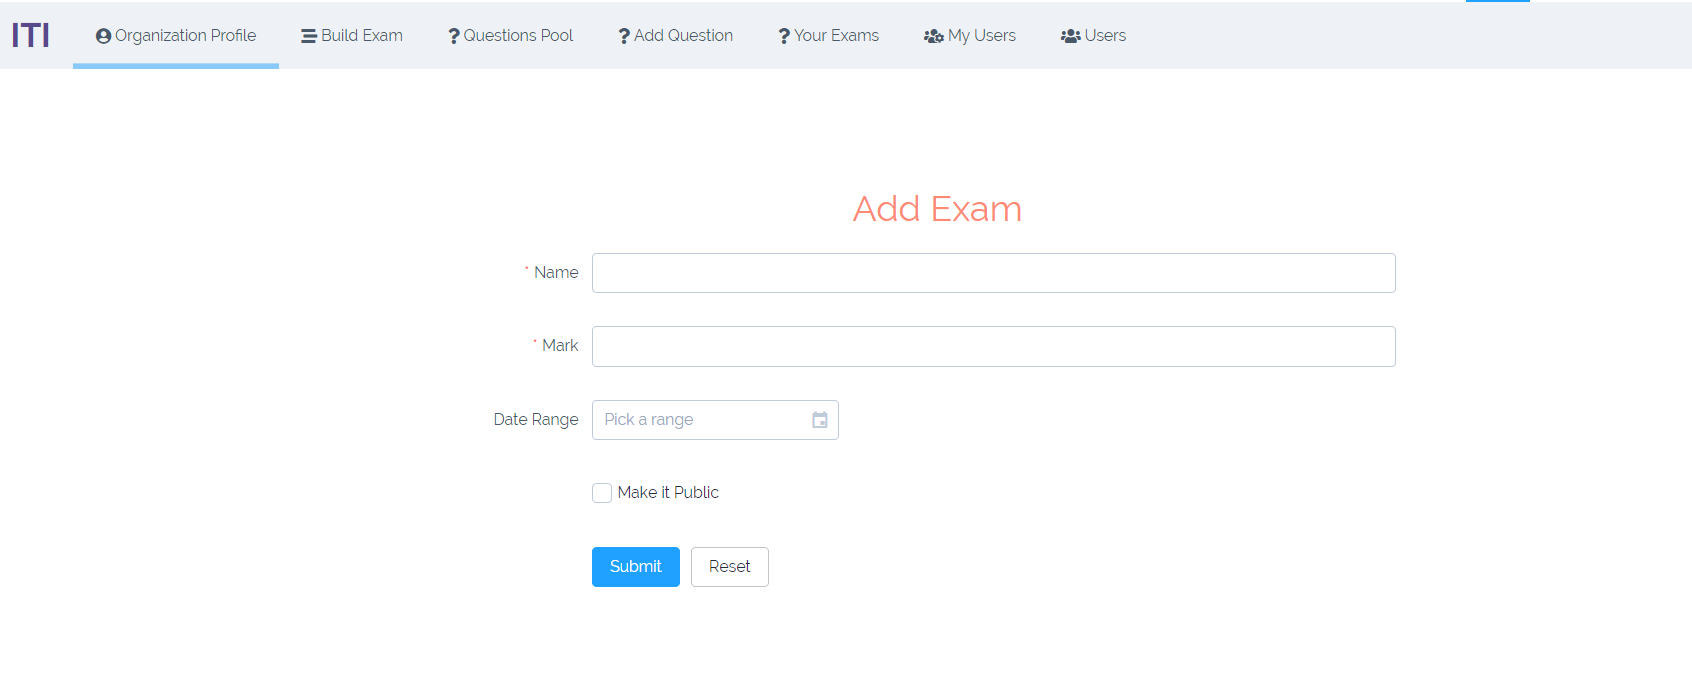 ITI Organization Profile Build Exam ? Questions Pool ? Add Question ? Your Exams My Users Users
Add Exam
* Name
* Mark
Date Range Pick a range
Make it Public
Submit Reset